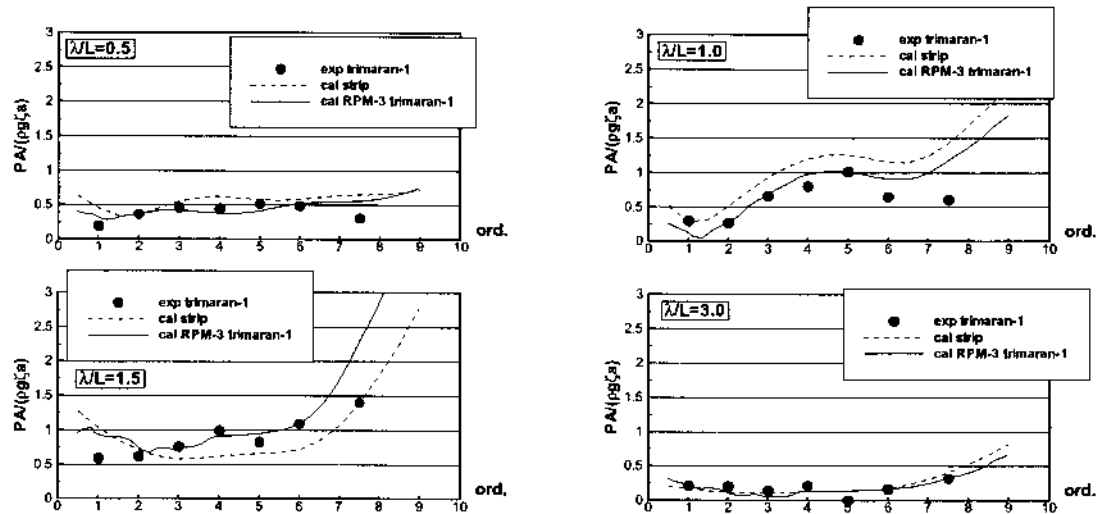 λ/L=0.5
exp trimaran-1
cal strip
cal RPM-3 trimaran-1
PA/(ρgζa)
3
2.5
2
1.5
1
0.5
0
0 1 2 3 4 5 6 7 8 9 10
ord.
λ/L=1.0
exp trimaran-1
cal strip
cal RPM-3 trimaran-1
PA/(ρgζa)
3
2.5
2
1.5
1
0.5
0
0 1 2 3 4 5 6 7 8 9 10
ord.
exp trimaran-1
cal strip
cal RPM-3 trimaran-1
λ/L=1.5
PA/(ρgζa)
3
2.5
2
1.5
1
0.5
0
0 1 2 3 4 5 6 7 8 9 10
ord.
λ/L=3.0
exp trimaran-1
cal strip
cal RPM-3 trimaran-1
PA/(ρgζa)
3
2.5
2
1.5
1
0.5
0
0 1 2 3 4 5 6 7 8 9 10
ord.